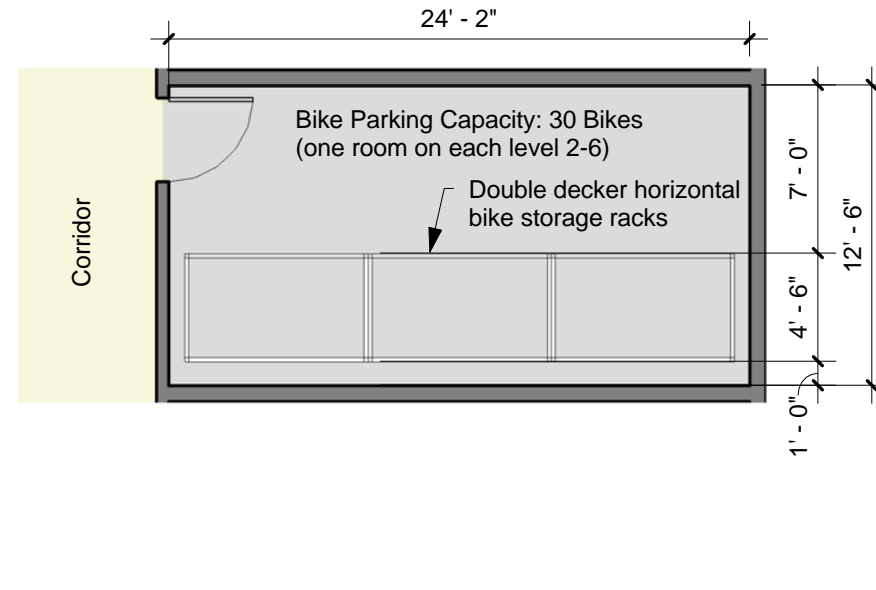 24' - 2"
Bike Parking Capacity: 30 Bikes
(one room on each level 2-6)
Double decker horizontal
bike storage racks
Corridor
7' - 0"
12' - 6"
4' - 6"
1' - 0"